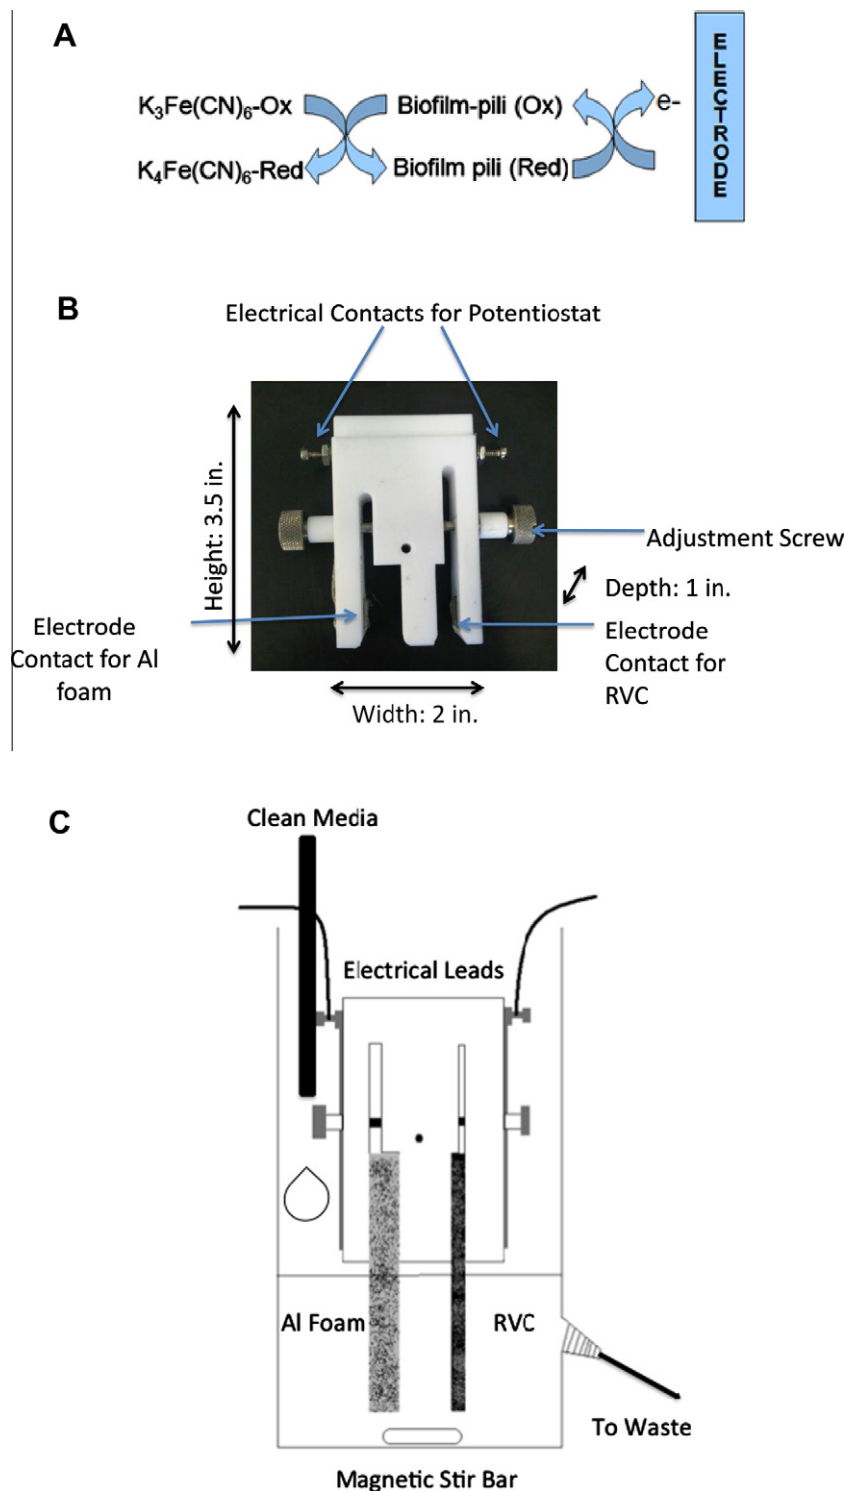 A
K3Fe(CN)6-Ox
Biofilm-pili (Ox)
e-
ELECTRODE
K4Fe(CN)6-Red
Biofilm pili (Red)
B
Electrical Contacts for Potentiostat
Height: 3.5 in.
Adjustment Screw
Depth: 1 in.
Electrode
Contact for Al
foam
Electrode
Contact for
RVC
Width: 2 in.
C
Clean Media
Electrical Leads
Al Foam
RVC
To Waste
Magnetic Stir Bar